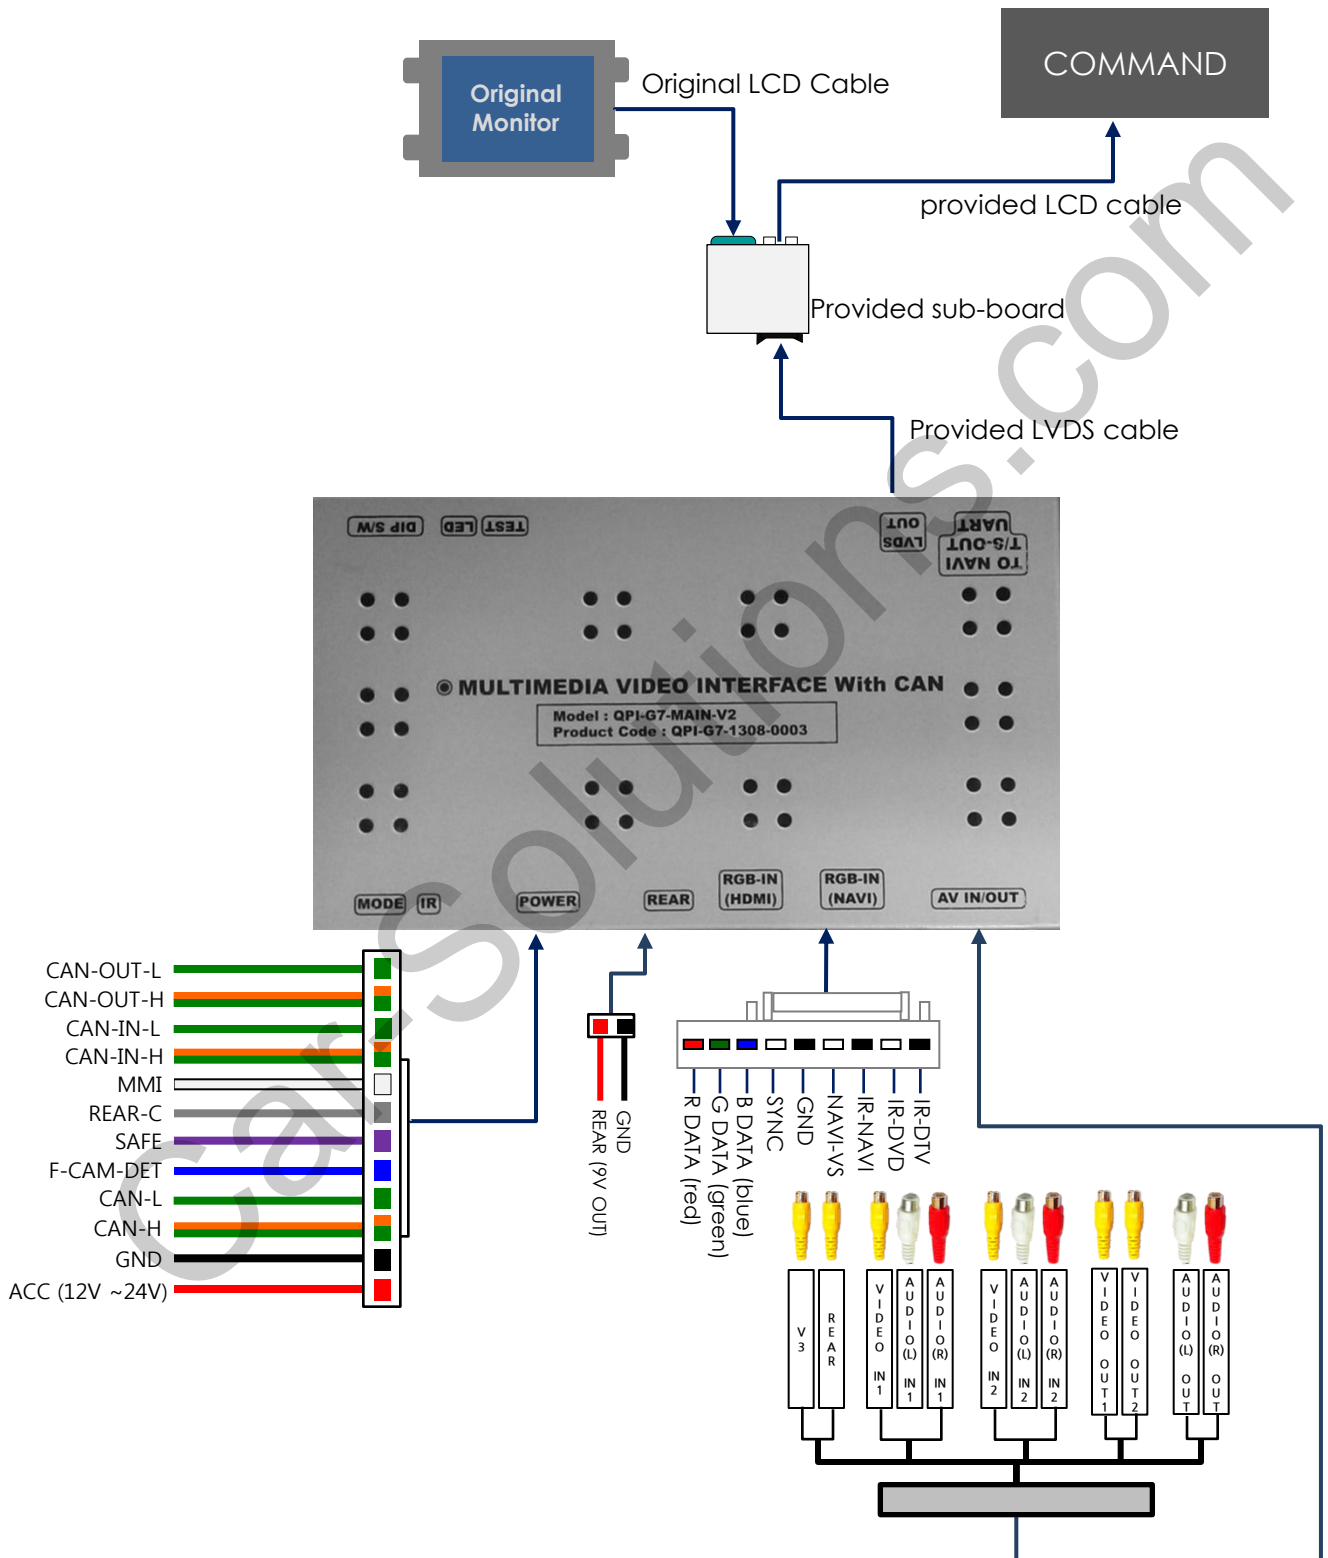 COMMAND
Original LCD Cable
Original
Monitor
provided LCD cable
Provided sub-board
Provided LVDS cable
DIP S/W
LED
TEST
LVDS
OUT
TO NAVI
T/S-OUT
UART
MULTIMEDIA VIDEO INTERFACE With CAN
Model : QPI-G7-MAIN-V2
Product Code : QPI-G7-1308-0003
MODE
IR
POWER
REAR
RGB-IN
(HDMI)
RGB-IN
(NAVI)
AV IN/OUT
CAN-OUT-L
CAN-OUT-H
CAN-IN-L
CAN-IN-H
MMI
REAR-C
SAFE
F-CAM-DET
CAN-L
CAN-H
GND
ACC (12V ~24V)
REAR (9V OUT)
GND
R DATA (red)
G DATA (green)
B DATA (blue)
SYNC
GND
NAVI-VS
IR-NAVI
IR-DVD
IR-DTV
V3
REAR
VIDEO IN1
AUDIO(L) IN1
AUDIO(R) IN1
VIDEO IN2
AUDIO(L) IN2
AUDIO(R) IN2
VIDEO OUT1
VIDEO OUT2
AUDIO(L) OUT
AUDIO(R) OUT
Car-Solutions.com